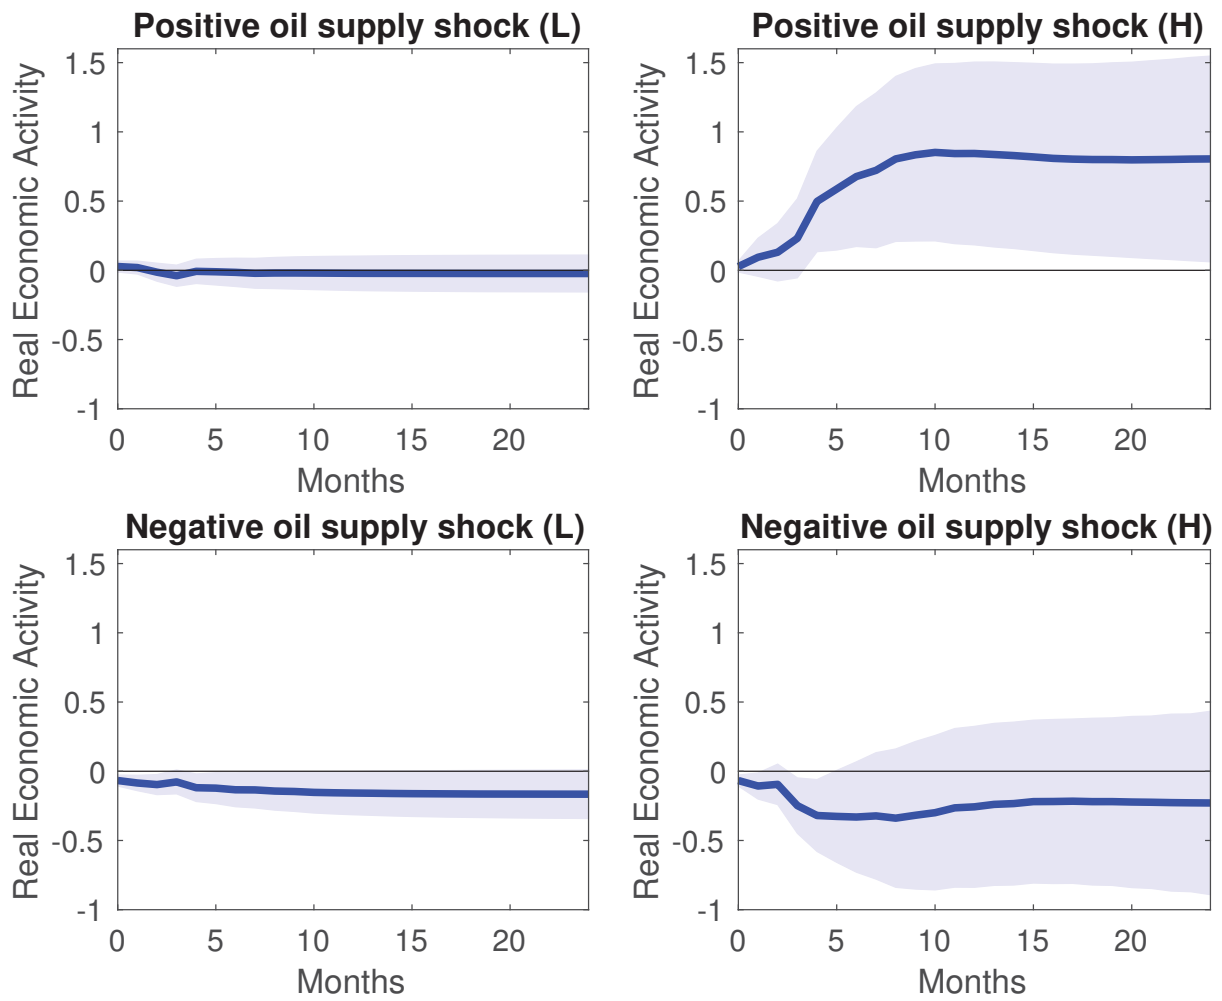 Positive oil supply shock (L)
Real Economic Activity
1.5
1
0.5
0
-0.5
-1
0 5 10 15 20
Months
Positive oil supply shock (H)
Real Economic Activity
1.5
1
0.5
0
-0.5
-1
0 5 10 15 20
Months
Negative oil supply shock (L)
Real Economic Activity
1.5
1
0.5
0
-0.5
-1
0 5 10 15 20
Months
Negaitive oil supply shock (H)
Real Economic Activity
1.5
1
0.5
0
-0.5
-1
0 5 10 15 20
Months